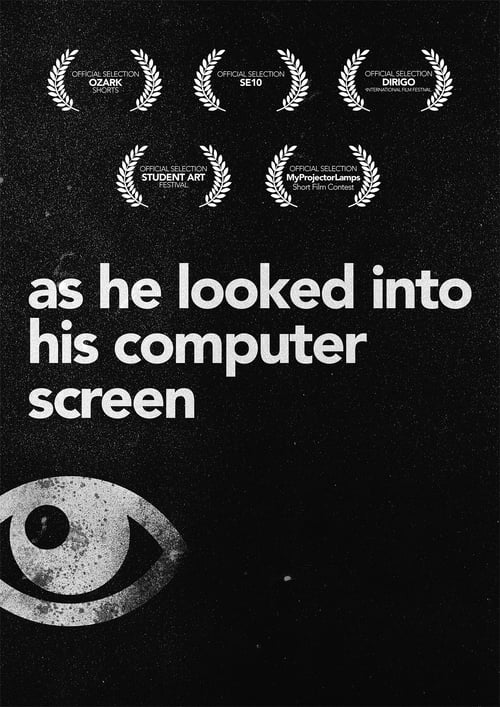 OFFICIAL SELECTION
OZARK
SHORTS
OFFICIAL SELECTION
SE10
OFFICIAL SELECTION
DIRIGO
INTERNATIONAL FILM FESTIVAL
OFFICIAL SELECTION
STUDENT ART
FESTIVAL
OFFICIAL SELECTION
MyProjectorLamps
Short Film Contest
as he looked into
his computer
screen